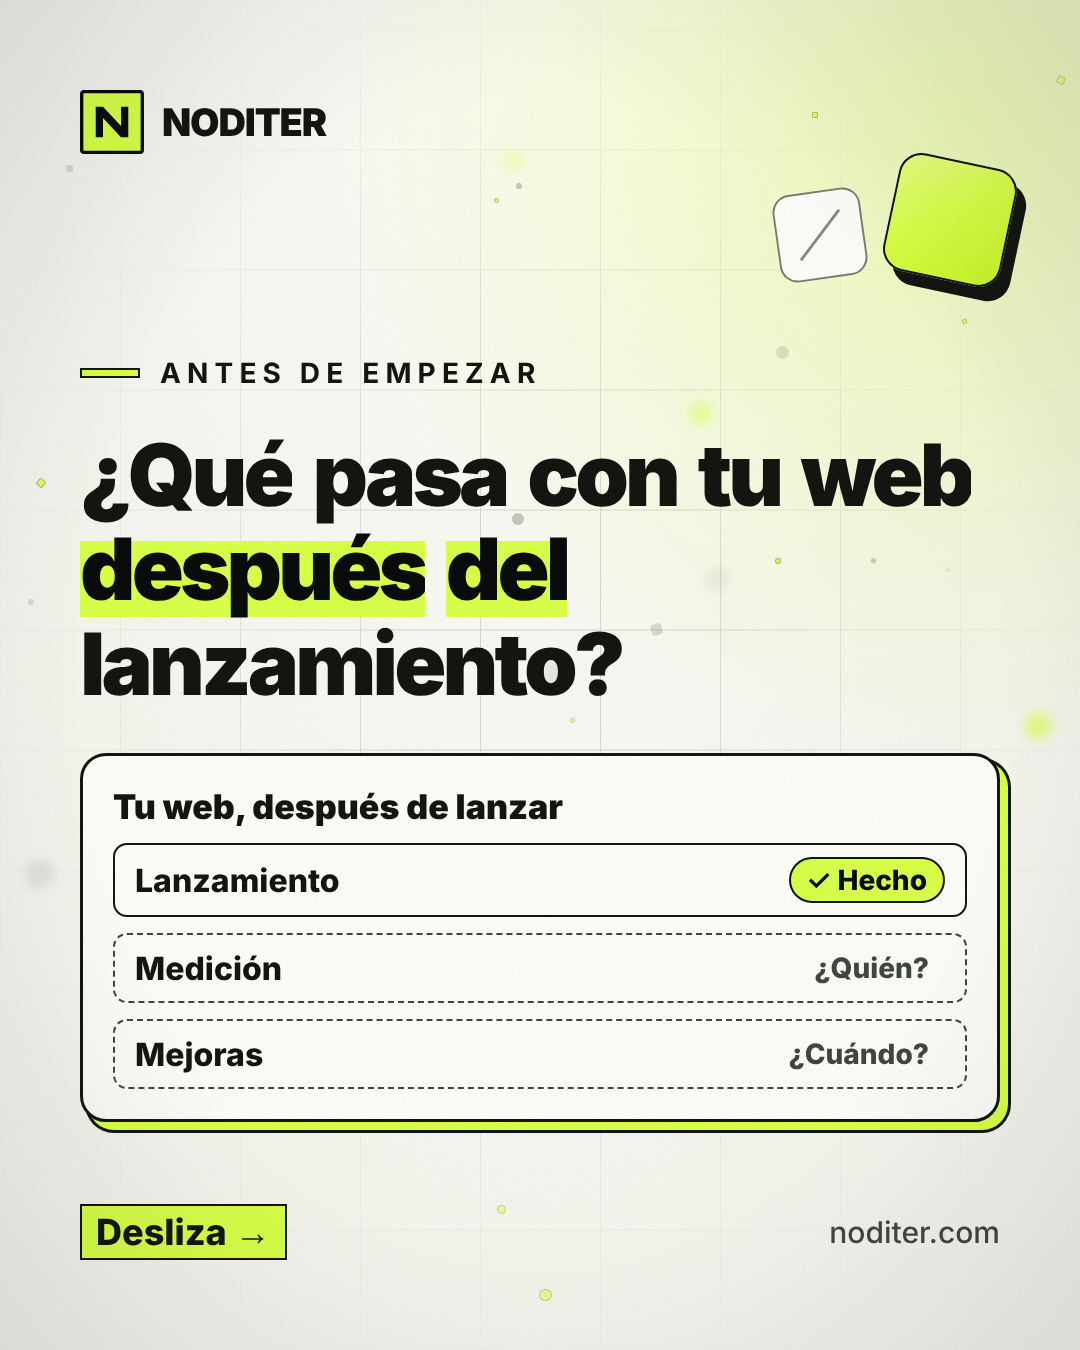 N NODITER
ANTES DE EMPEZAR
¿Qué pasa con tu web
después del
lanzamiento?
Tu web, después de lanzar
Lanzamiento ✓ Hecho
Medición ¿Quién?
Mejoras ¿Cuándo?
Desliza → noditer.com